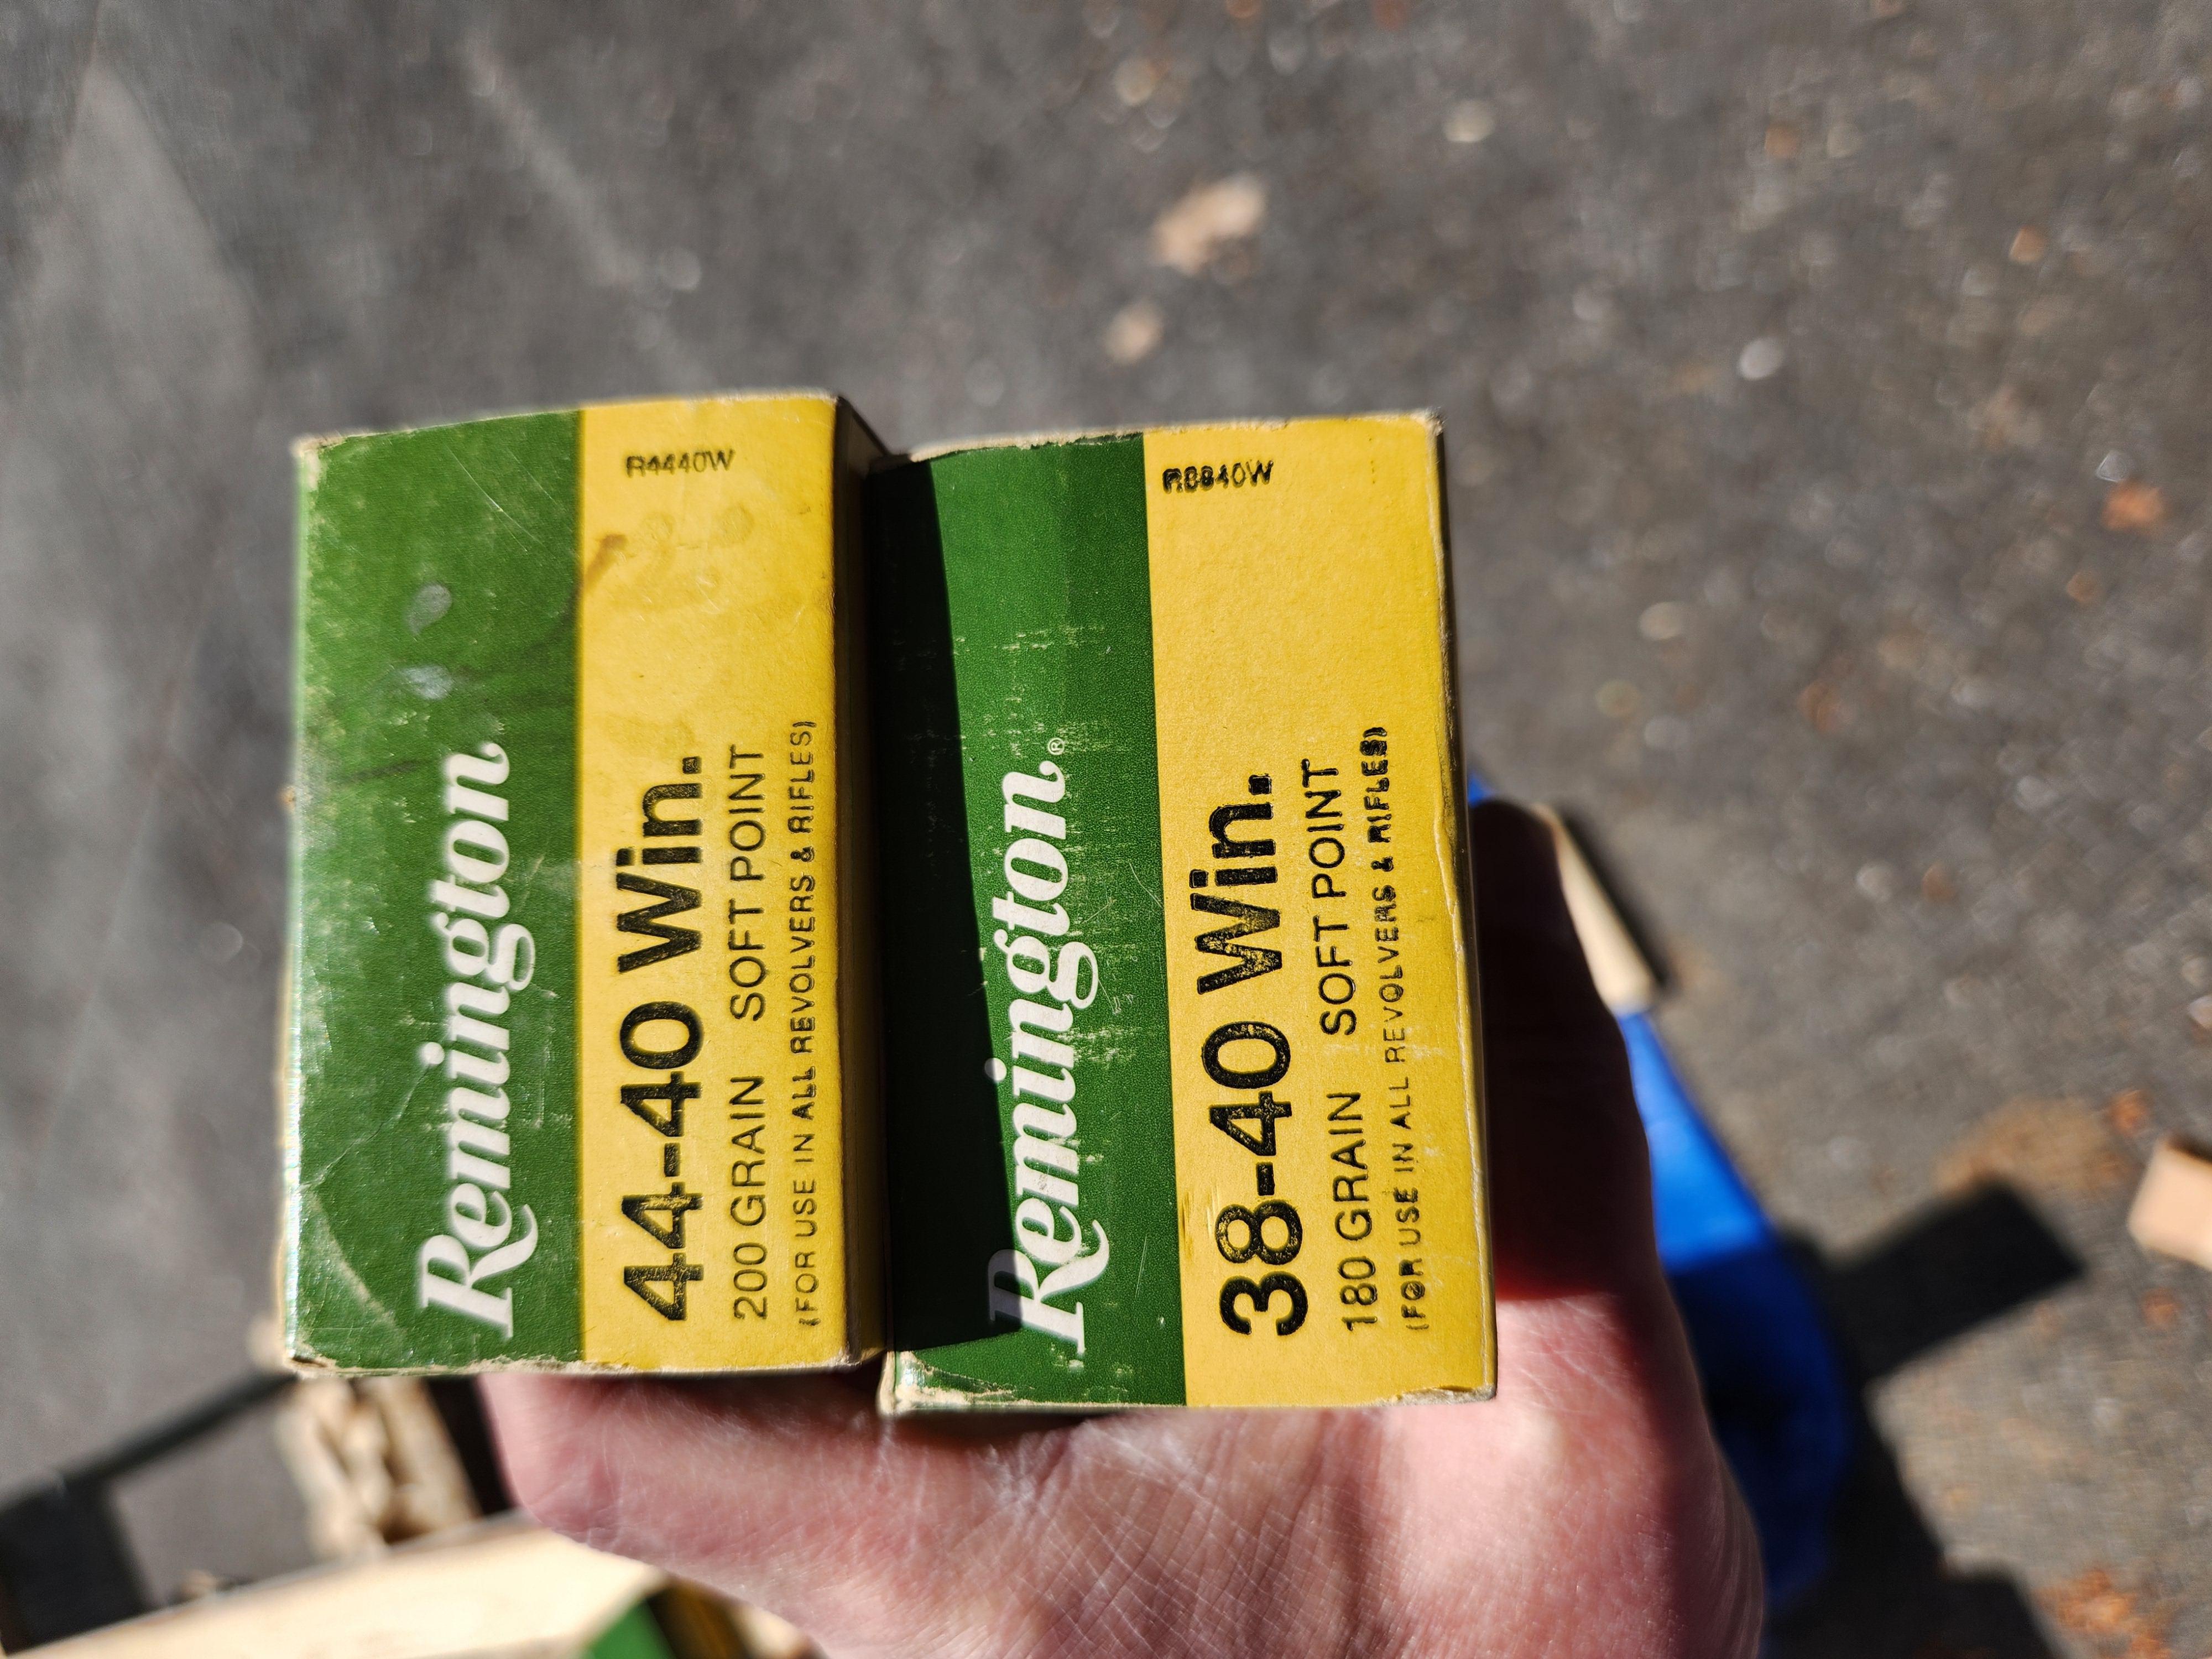 R4440W
Remington
44-40 Win.
200 GRAIN SOFT POINT
(FOR USE IN ALL REVOLVERS & RIFLES)
R3840W
Remington®
38-40 Win.
180 GRAIN SOFT POINT
(FOR USE IN ALL REVOLVERS & RIFLES)